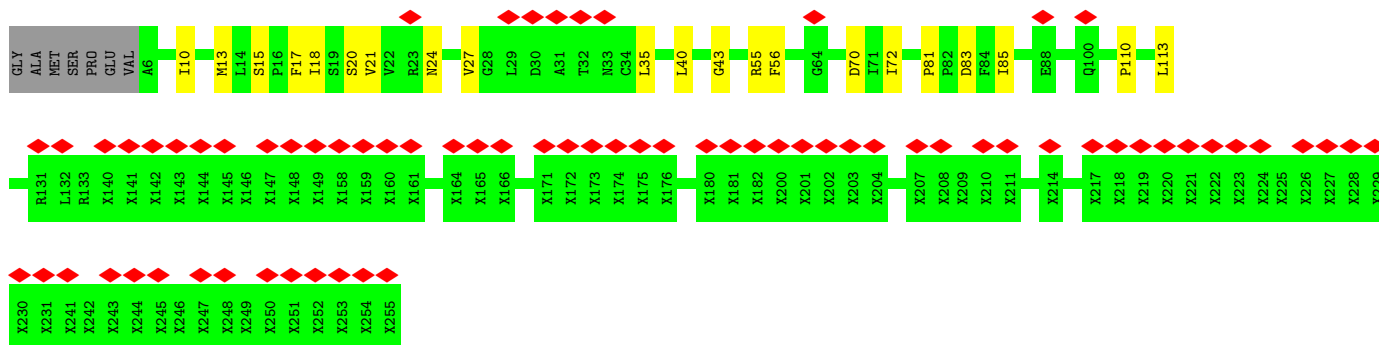 GLY ALA MET SER PRO GLU VAL A6 I10 M13 L14 S15 P16 F17 I18 S19 S20 V21 V22 R23 N24 V27 G28 L29 D30 A31 T32 N33 C34 L35 L40 G43 R55 F56 G64 D70 I71 I72 P81 P82 D83 F84 I85 E88 Q100 P110 L113
R131 L132 R133 X140 X141 X142 X143 X144 X145 X146 X147 X148 X149 X158 X159 X160 X161 X164 X165 X166 X171 X172 X173 X174 X175 X176 X180 X181 X182 X200 X201 X202 X203 X204 X207 X208 X209 X210 X211 X214 X217 X218 X219 X220 X221 X222 X223 X224 X225 X226 X227 X228 X229
X230 X231 X241 X242 X243 X244 X245 X246 X247 X248 X249 X250 X251 X252 X253 X254 X255